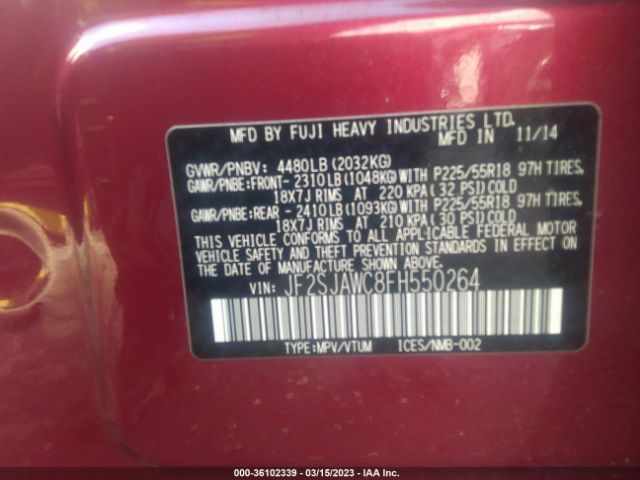 MFD BY FUJI HEAVY INDUSTRIES LTD.
MFD IN 11/14
GVWR/PNBV: 4480LB (2032KG)
GAWR/PNBE:FRONT- 2310LB (1048KG) WITH P225/55R18 97H TIRES,
18X7J RIMS AT 220 KPA (32 PSI) COLD
GAWR/PNBE:REAR - 2410LB (1093KG) WITH P225/55R18 97H TIRES,
18X7J RIMS AT 210 KPA (30 PSI) COLD
THIS VEHICLE CONFORMS TO ALL APPLICABLE FEDERAL MOTOR
VEHICLE SAFETY AND THEFT PREVENTION STANDARDS IN EFFECT ON
THE DATE OF MANUFACTURE SHOWN ABOVE.
VIN: JF2SJAWC8FH550264
TYPE:MPV/VTUM ICES/NMB-002
000-36102339 - 03/15/2023 - IAA Inc.